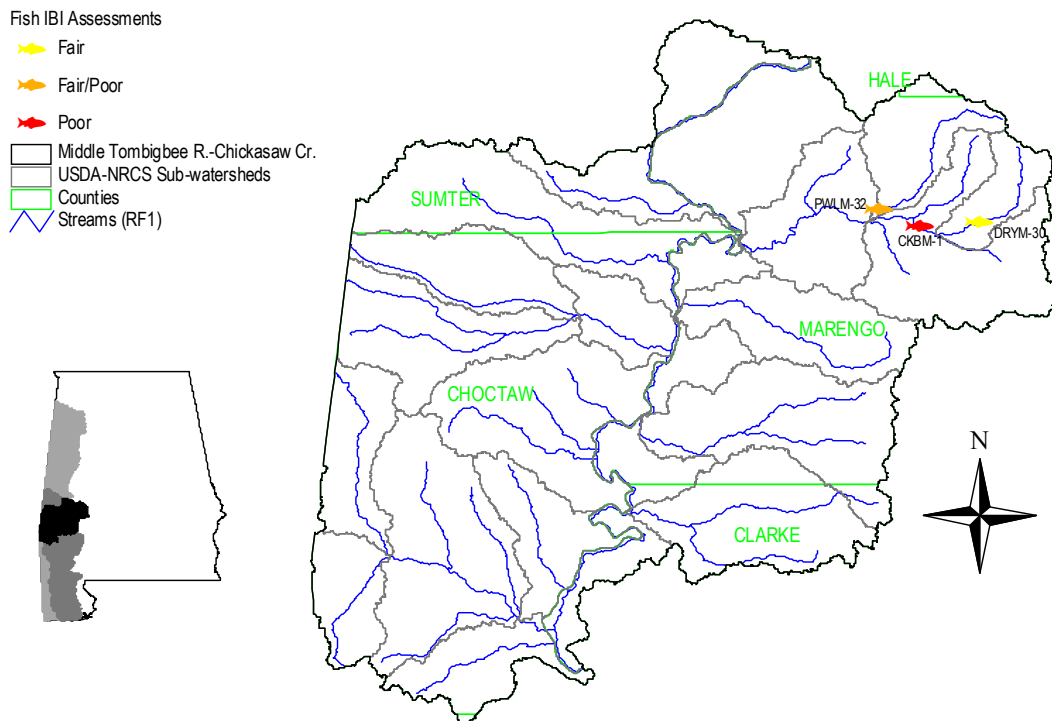 Fish IBI Assessments
Fair
Fair/Poor
Poor
Middle Tombigbee R.-Chickasaw Cr.
USDA-NRCS Sub-watersheds
Counties
Streams (RF1)
HALE
SUMTER
PWLM-32
CKBM-1
DRYM-30
MARENGO
CHOCTAW
N
CLARKE